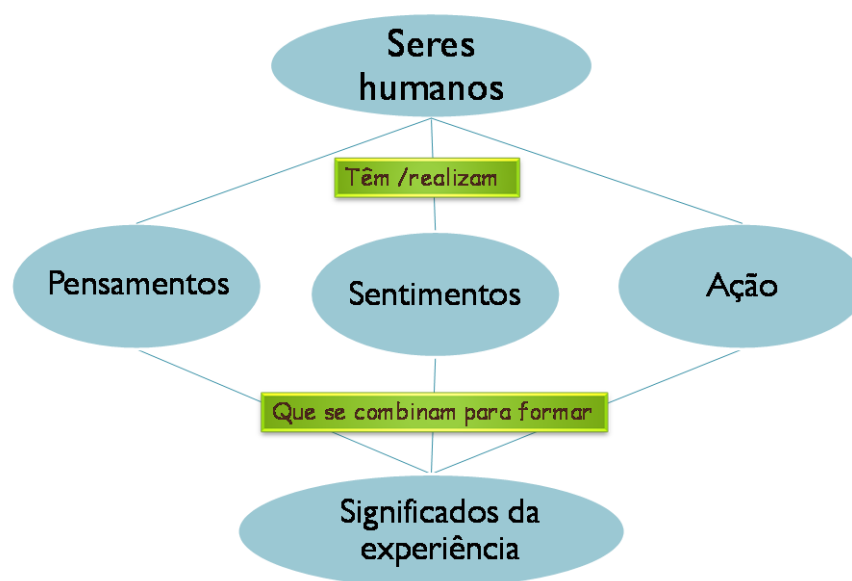 Seres
humanos
Têm /realizam
Pensamentos
Sentimentos
Ação
Que se combinam para formar
Significados da
experiência